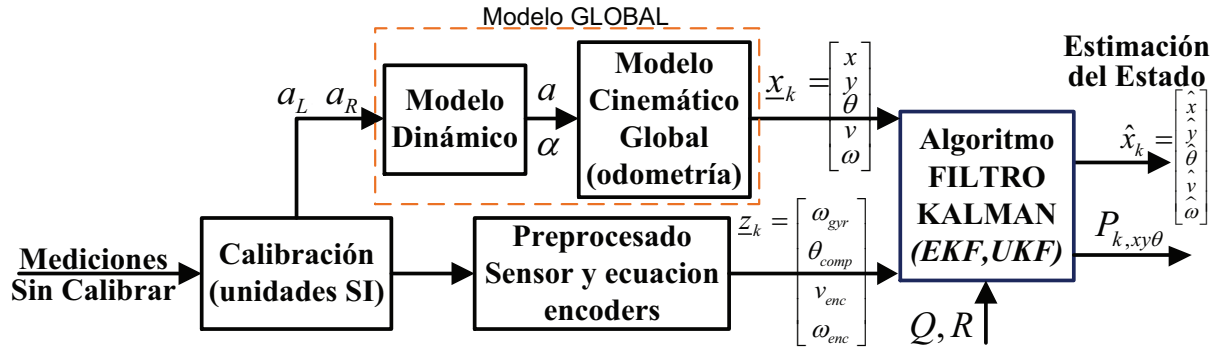 Modelo GLOBAL
a_L a_R
Modelo
Dinámico
a
α
Modelo
Cinemático
Global
(odometría)
x_k = [x y θ v ω]
Estimación
del Estado
x̂_k = [x̂ ŷ θ̂ v̂ ω̂]
Algoritmo
FILTRO
KALMAN
(EKF,UKF)
P_{k,xyθ}
Mediciones
Sin Calibrar
Calibración
(unidades SI)
Preprocesado
Sensor y ecuacion
encoders
z_k = [ω_gyr θ_comp v_enc ω_enc]
Q, R